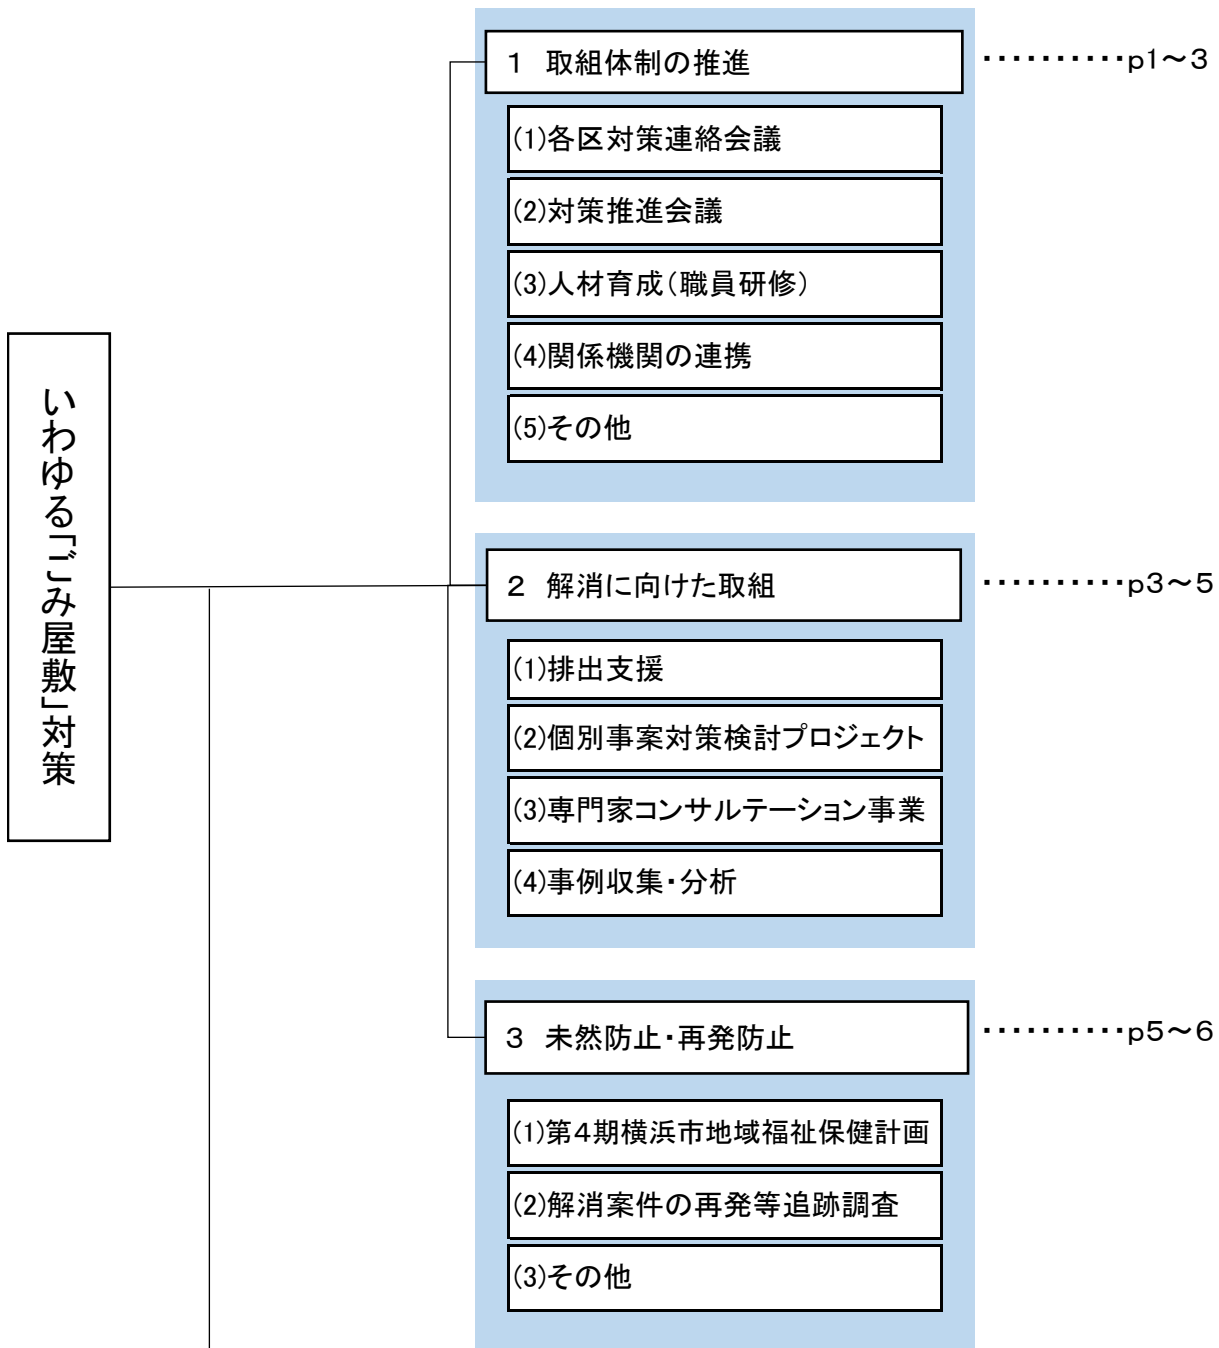 いわゆる「ごみ屋敷」対策
１　取組体制の推進 ･･････････p1～3
(1)各区対策連絡会議
(2)対策推進会議
(3)人材育成（職員研修）
(4)関係機関の連携
(5)その他
２　解消に向けた取組 ･･････････p3～5
(1)排出支援
(2)個別事案対策検討プロジェクト
(3)専門家コンサルテーション事業
(4)事例収集・分析
３　未然防止・再発防止 ･･････････p5～6
(1)第４期横浜市地域福祉保健計画
(2)解消案件の再発等追跡調査
(3)その他